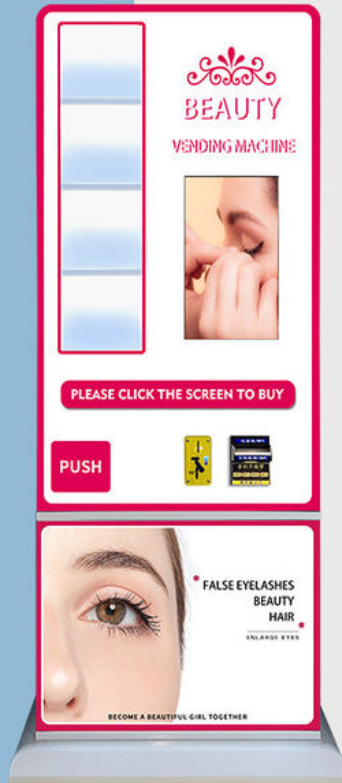 BEAUTY
VENDING MACHINE
PLEASE CLICK THE SCREEN TO BUY
PUSH
FALSE EYELASHES
BEAUTY
HAIR
ENLARGE EYES
BECOME A BEAUTIFUL GIRL TOGETHER